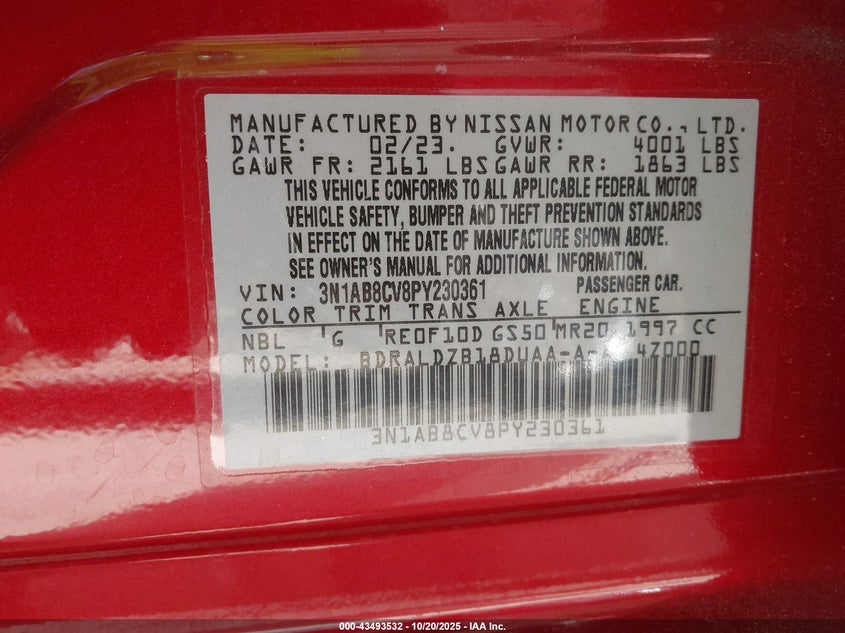 MANUFACTURED BY NISSAN MOTOR CO., LTD.
DATE: 02/23. GVWR: 4001 LBS
GAWR FR: 2161 LBS GAWR RR: 1863 LBS
THIS VEHICLE CONFORMS TO ALL APPLICABLE FEDERAL MOTOR
VEHICLE SAFETY, BUMPER AND THEFT PREVENTION STANDARDS
IN EFFECT ON THE DATE OF MANUFACTURE SHOWN ABOVE.
SEE OWNER'S MANUAL FOR ADDITIONAL INFORMATION.
VIN: 3N1AB8CV8PY230361 PASSENGER CAR.
COLOR TRIM TRANS AXLE ENGINE
NBL G RE0F10D GS50 MR20 1997 CC
MODEL: BDRALDZB18DUAA-A- 4Z000
3N1AB8CV8PY230361
000-43493532 - 10/20/2025 - IAA Inc.